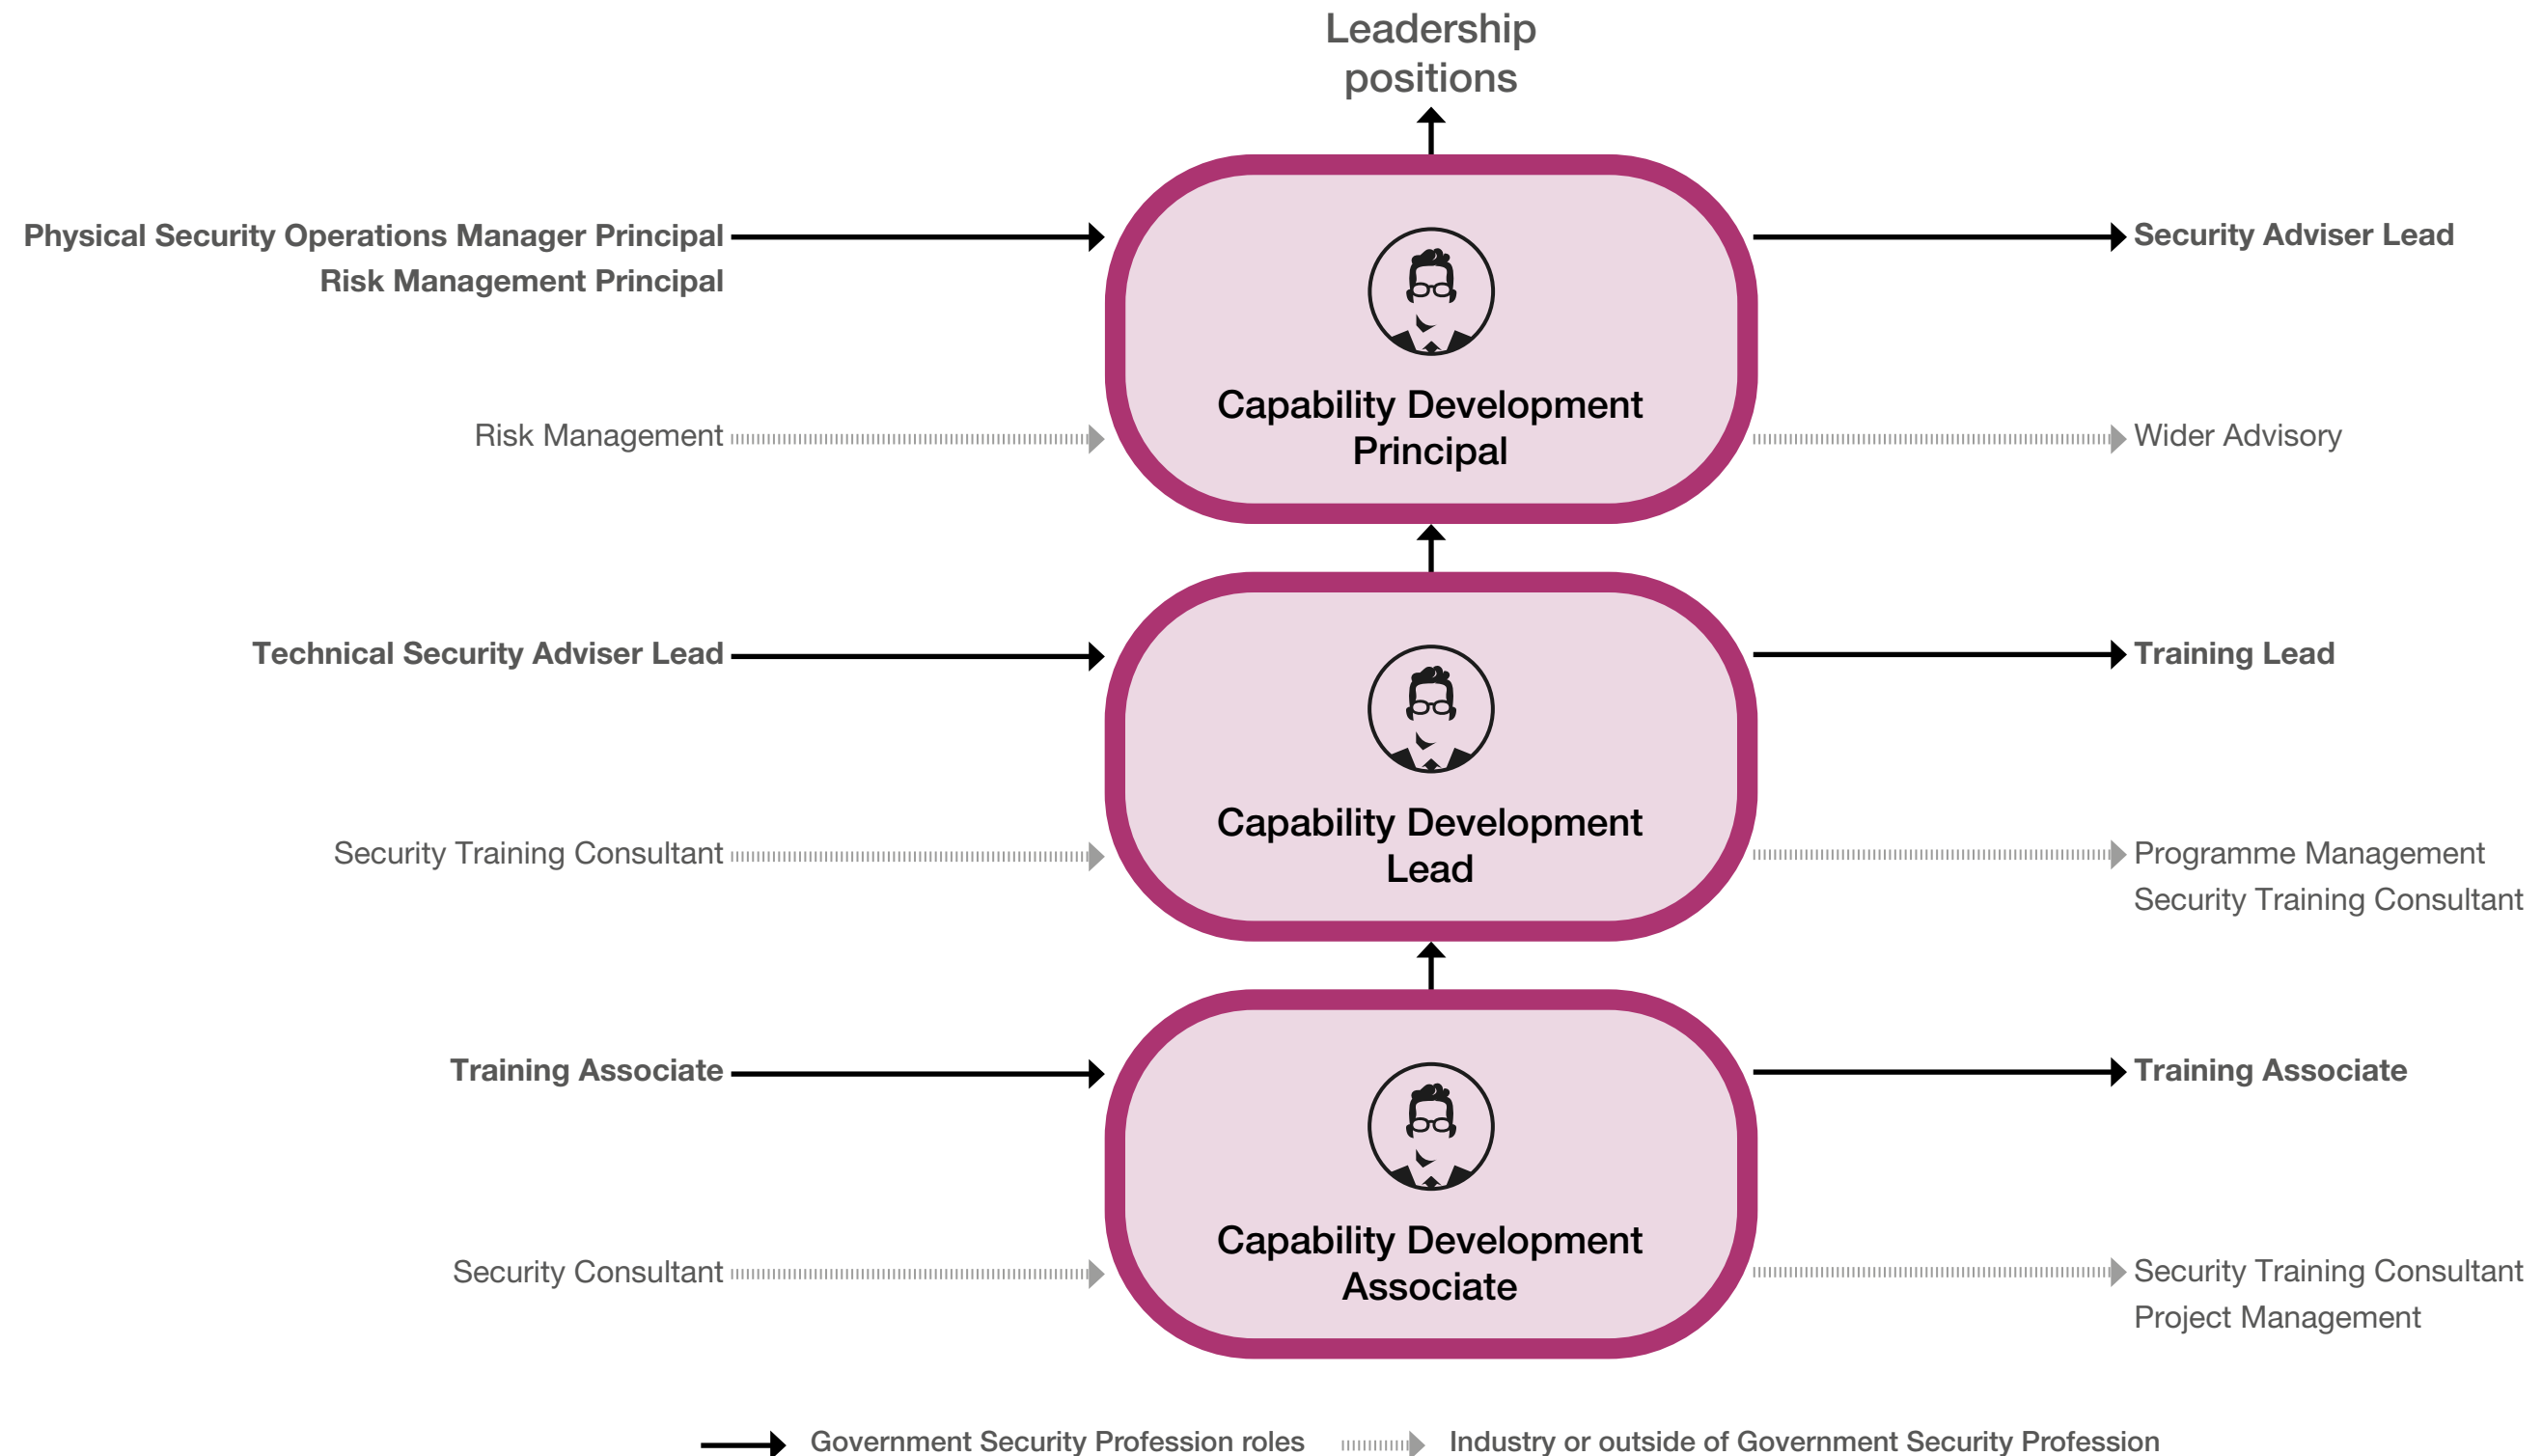 Leadership
positions
Physical Security Operations Manager Principal
Risk Management Principal
Security Adviser Lead
Risk Management
Capability Development
Principal
Wider Advisory
Technical Security Adviser Lead
Training Lead
Security Training Consultant
Capability Development
Lead
Programme Management
Security Training Consultant
Training Associate
Training Associate
Security Consultant
Capability Development
Associate
Security Training Consultant
Project Management
Government Security Profession roles
Industry or outside of Government Security Profession